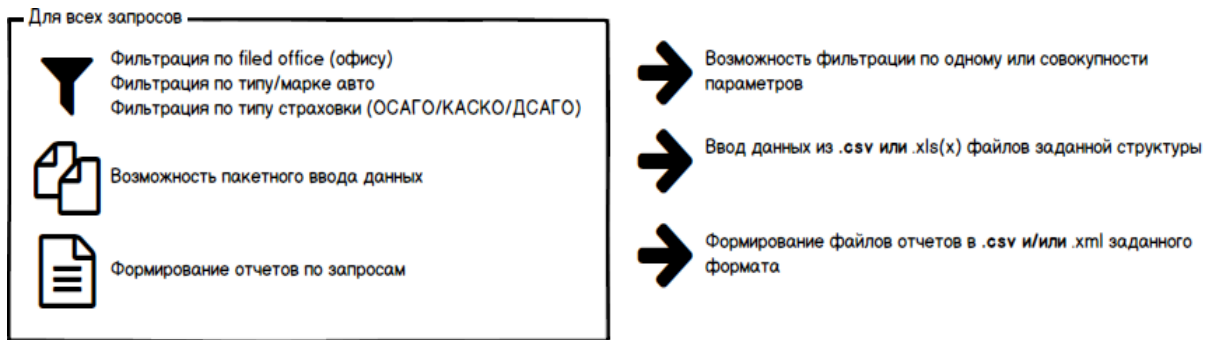 Для всех запросов
Фильтрация по filed office (офису)
Фильтрация по типу/марке авто
Фильтрация по типу страховки (ОСАГО/КАСКО/ДСАГО)
Возможность фильтрации по одному или совокупности
параметров
Возможность пакетного ввода данных
Ввод данных из .csv или .xls(x) файлов заданной структуры
Формирование отчетов по запросам
Формирование файлов отчетов в .csv и/или .xml заданного
формата